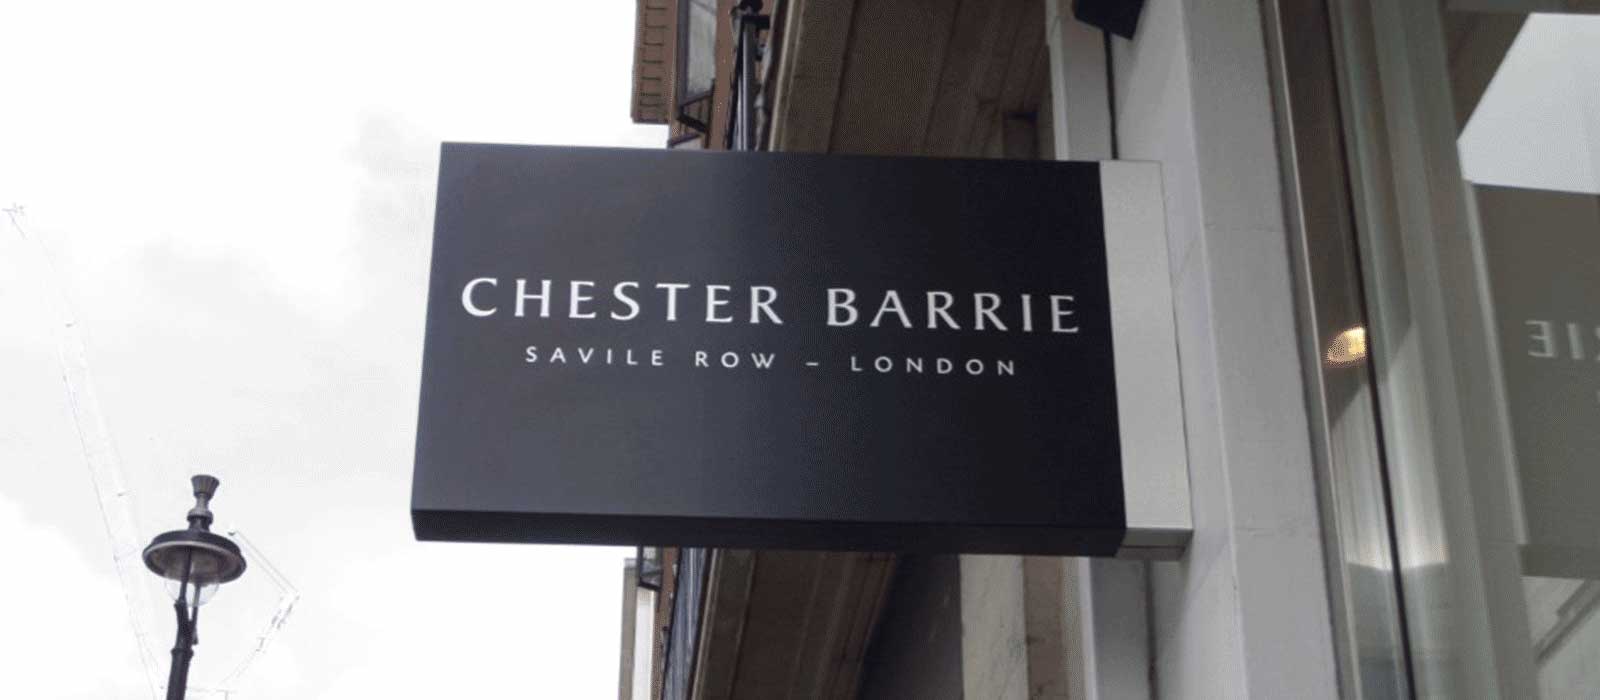 CHESTER BARRIE
SAVILE ROW – LONDON